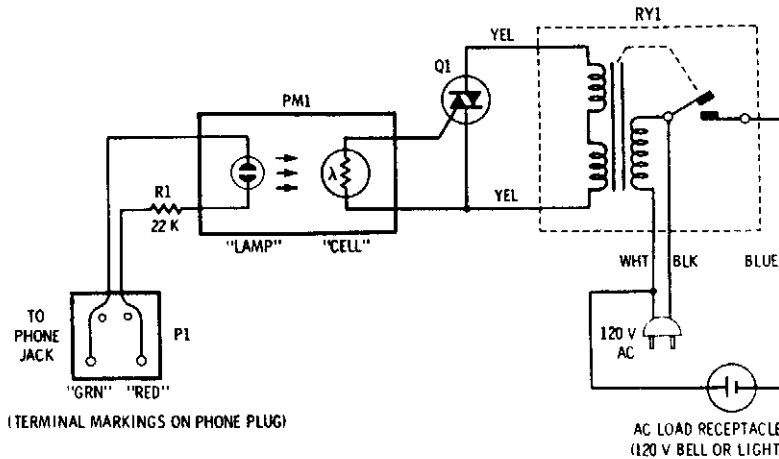 RY1
YEL
Q1
PM1
λ
R1
22 K
YEL
"LAMP"
"CELL"
WHT
BLK
BLUE
TO
PHONE
JACK
P1
120 V
AC
"GRN"
"RED"
(TERMINAL MARKINGS ON PHONE PLUG)
AC LOAD RECEPTACLE
(120 V BELL OR LIGHT